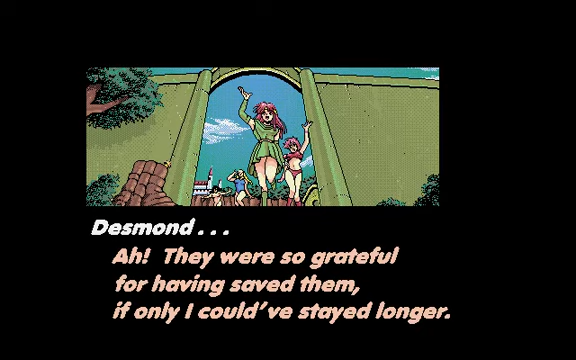 Desmond . . .
Ah! They were so grateful
for having saved them,
if only I could've stayed longer.